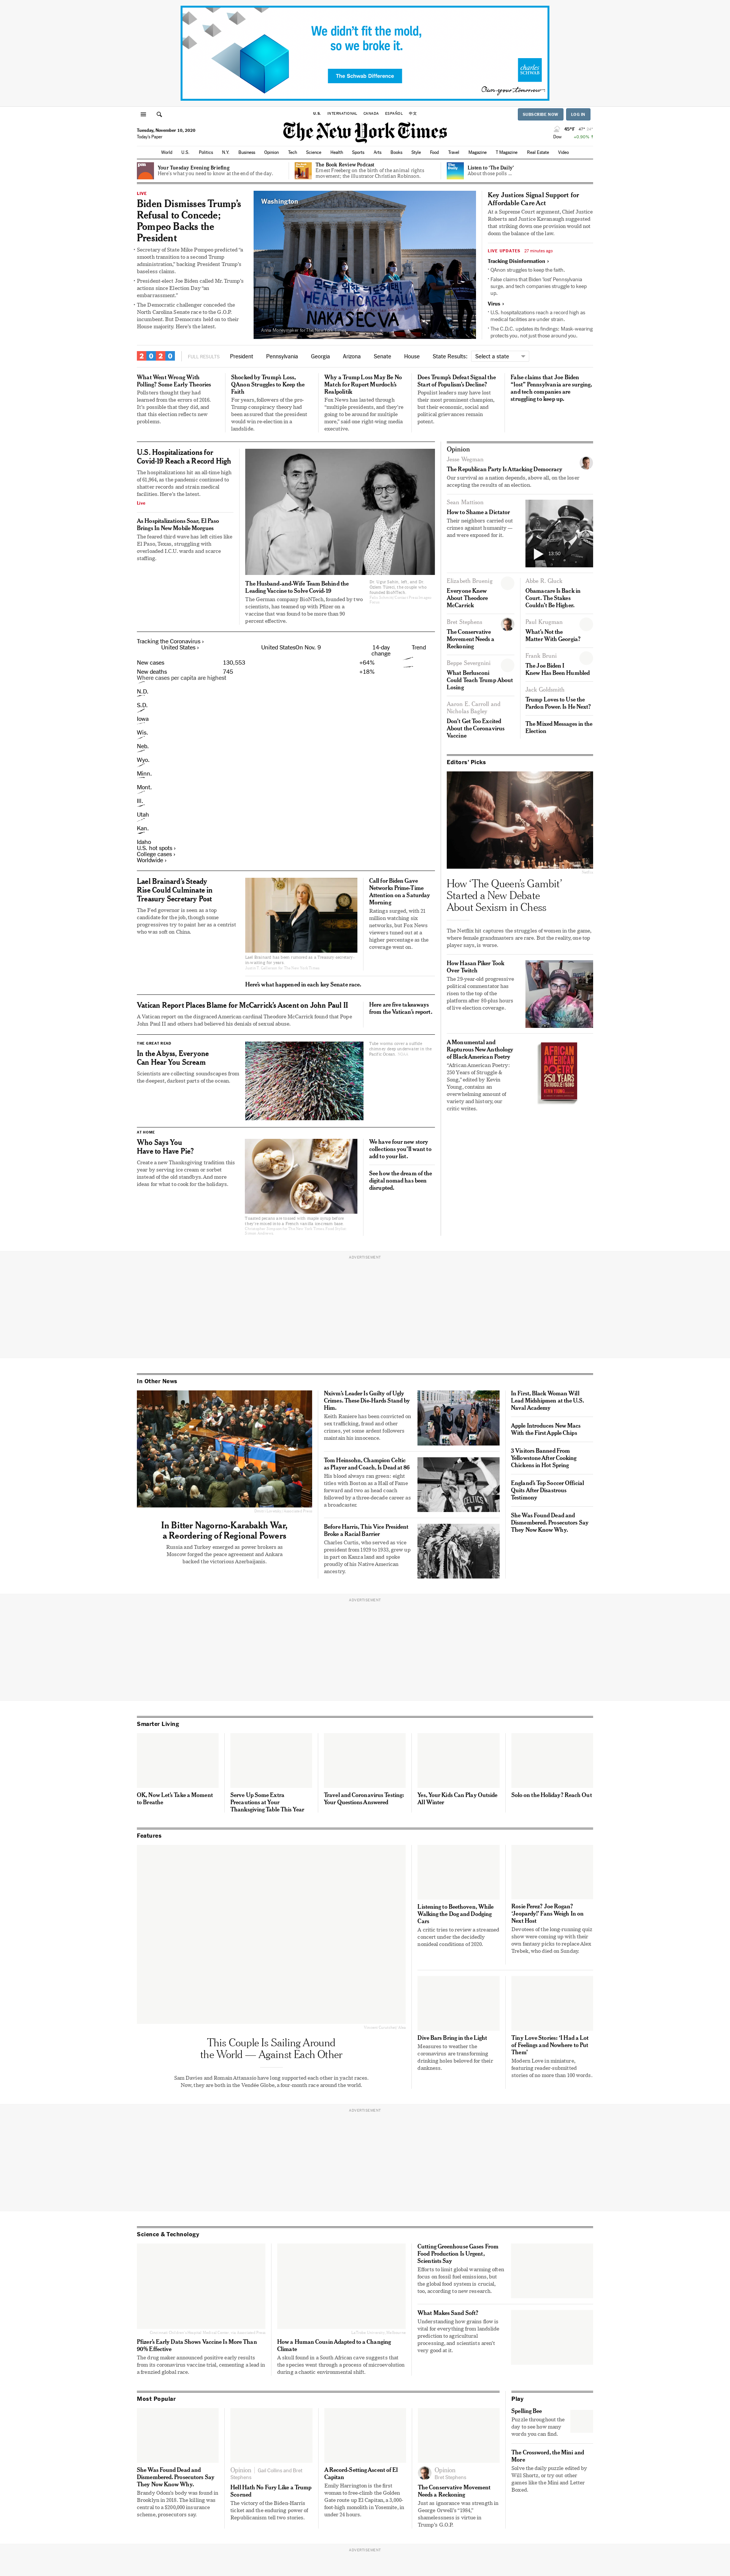 We didn't fit the mold,
so we broke it.
The Schwab Difference
charles
SCHWAB
Own your tomorrow
U.S. INTERNATIONAL CANADA ESPAÑOL 中文
SUBSCRIBE NOW LOG IN
Tuesday, November 10, 2020
Today's Paper
The New York Times
Dow +0.90% ↑
World U.S. Politics N.Y. Business Opinion Tech Science Health Sports Arts Books Style Food Travel Magazine T Magazine Real Estate Video
Your Tuesday Evening Briefing
Here's what you need to know at the end of the day.
The Book Review Podcast
Ernest Freeberg on the birth of the animal rights
movement; the illustrator Christian Robinson.
Listen to 'The Daily'
About those polls ...
LIVE
Biden Dismisses Trump's
Refusal to Concede;
Pompeo Backs the
President
Secretary of State Mike Pompeo predicted "a
smooth transition to a second Trump
administration," backing President Trump's
baseless claims.
President-elect Joe Biden called Mr. Trump's
actions since Election Day "an
embarrassment."
The Democratic challenger conceded the
North Carolina Senate race to the G.O.P.
incumbent. But Democrats held on to their
House majority. Here's the latest.
Washington
Key Justices Signal Support for
Affordable Care Act
At a Supreme Court argument, Chief Justice
Roberts and Justice Kavanaugh suggested
that striking down one provision would not
doom the balance of the law.
LIVE UPDATES 27 minutes ago
Tracking Disinformation ›
QAnon struggles to keep the faith.
False claims that Joe Biden 'lost' Pennsylvania
surge, and tech companies struggle to keep
up.
Virus ›
U.S. hospitalizations reach a record high as
medical facilities are under strain.
The C.D.C. updates its findings: Mask-wearing
protects you, not just those around you.
2020 FULL RESULTS President Pennsylvania Georgia Arizona Senate House State Results: Select a state
What Went Wrong With
Polling? Some Early Theories
Pollsters thought they had
learned from the errors of 2016.
It's possible that they did, and
that this election reflects new
problems.
Shocked by Trump's Loss,
QAnon Struggles to Keep the
Faith
For years, followers of the pro-
Trump conspiracy theory had
been assured that the president
would win re-election in a
landslide.
Why a Trump Loss May Be No
Match for Rupert Murdoch's
Realpolitik
Fox News has lasted through
"multiple presidents, and they're
going to be around for multiple
more," said one right-wing media
executive.
Does Trump's Defeat Signal the
Start of Populism's Decline?
Populist leaders may have lost
their most prominent champion,
but their economic, social and
political grievances remain
potent.
False claims that Joe Biden
"lost" Pennsylvania are surging,
and tech companies are
struggling to keep up.
U.S. Hospitalizations for
Covid-19 Reach a Record High
The hospitalizations hit an all-time high
of 61,964, as the pandemic continued to
shatter records and strain medical
facilities. Here's the latest.
Live
As Hospitalizations Soar, El Paso
Brings In New Mobile Morgues
The feared third wave has left cities like
El Paso, Texas, struggling with
overloaded I.C.U. wards and scarce
staffing.
The Husband-and-Wife Team Behind the
Leading Vaccine to Solve Covid-19
The German company BioNTech, founded by two
scientists, has teamed up with Pfizer on a
vaccine that was found to be more than 90
percent effective.
Dr. Ugur Sahin, left, and Dr.
Özlem Türeci, the couple who
founded BioNTech.
Opinion
Jesse Wegman
The Republican Party Is Attacking Democracy
Our survival as a nation depends, above all, on the loser
accepting the results of an election.
Sean Mattison
How to Shame a Dictator
Their neighbors carried out
crimes against humanity —
and were exposed for it.
13:50
Elizabeth Bruenig
Everyone Knew
About Theodore
McCarrick
Abbe R. Gluck
Obamacare Is Back in
Court. The Stakes
Couldn't Be Higher.
Bret Stephens
The Conservative
Movement Needs a
Reckoning
Paul Krugman
What's Not the
Matter With Georgia?
Frank Bruni
The Joe Biden I
Knew Has Been Humbled
Beppe Severgnini
What Berlusconi
Could Teach Trump About
Losing
Jack Goldsmith
Trump Loves to Use the
Pardon Power. Is He Next?
Aaron E. Carroll and
Nicholas Bagley
Don't Get Too Excited
About the Coronavirus
Vaccine
The Mixed Messages in the
Election
Tracking the Coronavirus ›
United States › United StatesOn Nov. 9 14-day
change Trend
New cases 130,553 +64%
New deaths 745 +18%
Where cases per capita are highest
N.D.
S.D.
Iowa
Wis.
Neb.
Wyo.
Minn.
Mont.
Ill.
Utah
Kan.
Idaho
U.S. hot spots ›
College cases ›
Worldwide ›
Editors' Picks
How 'The Queen's Gambit'
Started a New Debate
About Sexism in Chess
The Netflix hit captures the struggles of women in the game,
where female grandmasters are rare. But the reality, one top
player says, is worse.
How Hasan Piker Took
Over Twitch
The 29-year-old progressive
political commentator has
risen to the top of the
platform after 80-plus hours
of live election coverage.
A Monumental and
Rapturous New Anthology
of Black American Poetry
"African American Poetry:
250 Years of Struggle &
Song," edited by Kevin
Young, contains an
overwhelming amount of
variety and history, our
critic writes.
AFRICAN
AMERICAN
POETRY
250 YEARS
OF STRUGGLE
& SONG
Lael Brainard's Steady
Rise Could Culminate in
Treasury Secretary Post
The Fed governor is seen as a top
candidate for the job, though some
progressives try to paint her as a centrist
who was soft on China.
Lael Brainard has been rumored as a Treasury secretary-
in-waiting for years.
Call for Biden Gave
Networks Prime-Time
Attention on a Saturday
Morning
Ratings surged, with 21
million watching six
networks, but Fox News
viewers tuned out at a
higher percentage as the
coverage went on.
Here's what happened in each key Senate race.
Vatican Report Places Blame for McCarrick's Ascent on John Paul II
A Vatican report on the disgraced American cardinal Theodore McCarrick found that Pope
John Paul II and others had believed his denials of sexual abuse.
Here are five takeaways
from the Vatican's report.
THE GREAT READ
In the Abyss, Everyone
Can Hear You Scream
Scientists are collecting soundscapes from
the deepest, darkest parts of the ocean.
Tube worms cover a sulfide
chimney deep underwater in the
Pacific Ocean.
AT HOME
Who Says You
Have to Have Pie?
Create a new Thanksgiving tradition this
year by serving ice cream or sorbet
instead of the old standbys. And more
ideas for what to cook for the holidays.
Toasted pecans are tossed with maple syrup before
they're mixed into a French vanilla ice cream base.
We have four new story
collections you'll want to
add to your list.
See how the dream of the
digital nomad has been
disrupted.
ADVERTISEMENT
In Other News
In Bitter Nagorno-Karabakh War,
a Reordering of Regional Powers
Russia and Turkey emerged as power brokers as
Moscow forged the peace agreement and Ankara
backed the victorious Azerbaijanis.
Nxivm's Leader Is Guilty of Ugly
Crimes. These Die-Hards Stand by
Him.
Keith Raniere has been convicted on
sex trafficking, fraud and other
crimes, yet some ardent followers
maintain his innocence.
Tom Heinsohn, Champion Celtic
as Player and Coach, Is Dead at 86
His blood always ran green: eight
titles with Boston as a Hall of Fame
forward and two as head coach
followed by a three-decade career as
a broadcaster.
Before Harris, This Vice President
Broke a Racial Barrier
Charles Curtis, who served as vice
president from 1929 to 1933, grew up
in part on Kanza land and spoke
proudly of his Native American
ancestry.
In First, Black Woman Will
Lead Midshipmen at the U.S.
Naval Academy
Apple Introduces New Macs
With the First Apple Chips
3 Visitors Banned From
Yellowstone After Cooking
Chickens in Hot Spring
England's Top Soccer Official
Quits After Disastrous
Testimony
She Was Found Dead and
Dismembered. Prosecutors Say
They Now Know Why.
ADVERTISEMENT
Smarter Living
OK, Now Let's Take a Moment
to Breathe
Serve Up Some Extra
Precautions at Your
Thanksgiving Table This Year
Travel and Coronavirus Testing:
Your Questions Answered
Yes, Your Kids Can Play Outside
All Winter
Solo on the Holiday? Reach Out
Features
This Couple Is Sailing Around
the World — Against Each Other
Sam Davies and Romain Attanasio have long supported each other in yacht races.
Now, they are both in the Vendée Globe, a four-month race around the world.
Listening to Beethoven, While
Walking the Dog and Dodging
Cars
A critic tries to review a streamed
concert under the decidedly
nonideal conditions of 2020.
Rosie Perez? Joe Rogan?
'Jeopardy!' Fans Weigh In on
Next Host
Devotees of the long-running quiz
show were coming up with their
own fantasy picks to replace Alex
Trebek, who died on Sunday.
Dive Bars Bring in the Light
Measures to weather the
coronavirus are transforming
drinking holes beloved for their
dankness.
Tiny Love Stories: 'I Had a Lot
of Feelings and Nowhere to Put
Them'
Modern Love in miniature,
featuring reader-submitted
stories of no more than 100 words.
ADVERTISEMENT
Science & Technology
Pfizer's Early Data Shows Vaccine Is More Than
90% Effective
The drug maker announced positive early results
from its coronavirus vaccine trial, cementing a lead in
a frenzied global race.
How a Human Cousin Adapted to a Changing
Climate
A skull found in a South African cave suggests that
the species went through a process of microevolution
during a chaotic environmental shift.
Cutting Greenhouse Gases From
Food Production Is Urgent,
Scientists Say
Efforts to limit global warming often
focus on fossil fuel emissions, but
the global food system is crucial,
too, according to new research.
What Makes Sand Soft?
Understanding how grains flow is
vital for everything from landslide
prediction to agricultural
processing, and scientists aren't
very good at it.
Most Popular
She Was Found Dead and
Dismembered. Prosecutors Say
They Now Know Why.
Brandy Odom's body was found in
Brooklyn in 2018. The killing was
central to a $200,000 insurance
scheme, prosecutors say.
Opinion | Gail Collins and Bret
Stephens
Hell Hath No Fury Like a Trump
Scorned
The victory of the Biden-Harris
ticket and the enduring power of
Republicanism tell two stories.
A Record-Setting Ascent of El
Capitan
Emily Harrington is the first
woman to free-climb the Golden
Gate route up El Capitan, a 3,000-
foot-high monolith in Yosemite, in
under 24 hours.
Opinion
Bret Stephens
The Conservative Movement
Needs a Reckoning
Just as ignorance was strength in
George Orwell's "1984,"
shamelessness is virtue in
Trump's G.O.P.
Play
Spelling Bee
Puzzle throughout the
day to see how many
words you can find.
The Crossword, the Mini and
More
Solve the daily puzzle edited by
Will Shortz, or try out other
games like the Mini and Letter
Boxed.
ADVERTISEMENT